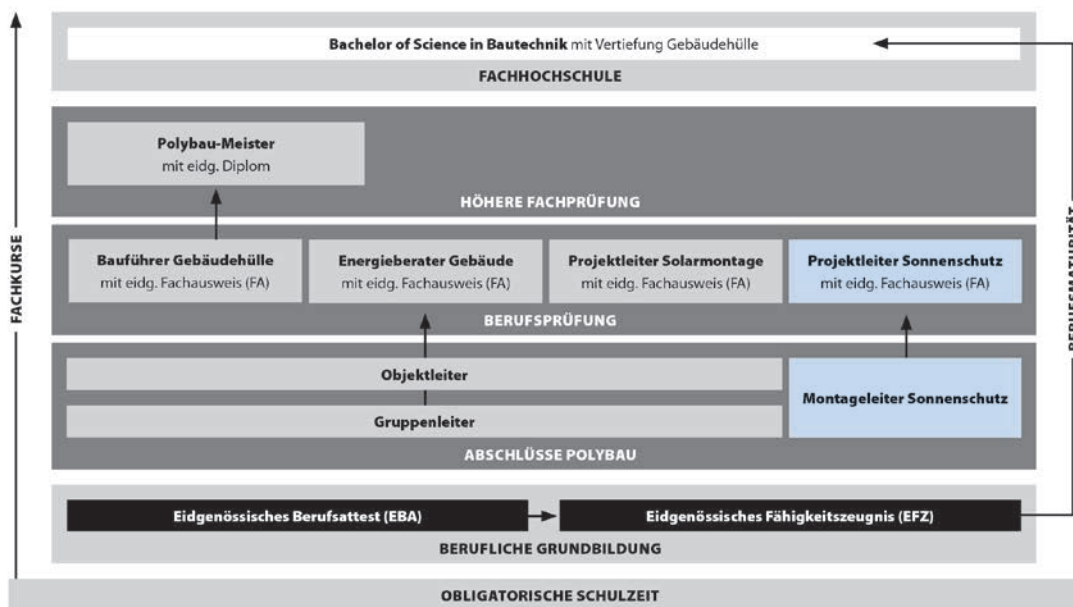 Bachelor of Science in Bautechnik mit Vertiefung Gebäudehülle
FACHHOCHSCHULE
Polybau-Meister
mit eidg. Diplom
HÖHERE FACHPRÜFUNG
Bauführer Gebäudehülle
mit eidg. Fachausweis (FA)
Energieberater Gebäude
mit eidg. Fachausweis (FA)
Projektleiter Solarmontage
mit eidg. Fachausweis (FA)
Projektleiter Sonnenschutz
mit eidg. Fachausweis (FA)
BERUFSPRÜFUNG
Objektleiter
Gruppenleiter
Montageleiter Sonnenschutz
ABSCHLÜSSE POLYBAU
Eidgenössisches Berufsattest (EBA)
Eidgenössisches Fähigkeitszeugnis (EFZ)
BERUFLICHE GRUNDBILDUNG
OBLIGATORISCHE SCHULZEIT
FACHKURSE
BERUFSMATURITÄT